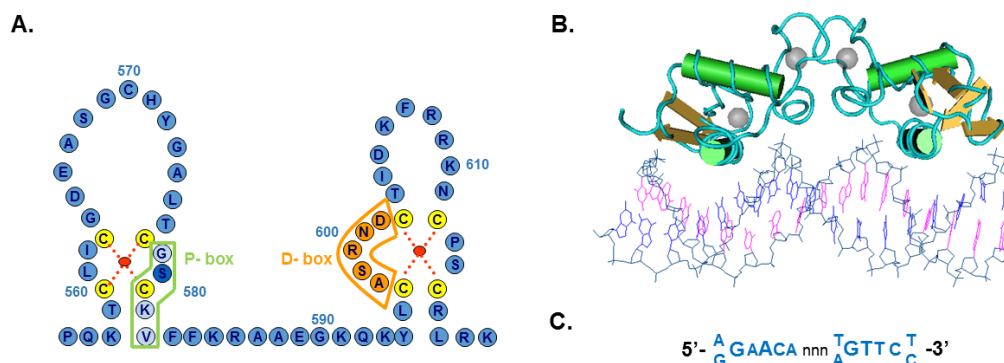 A.
570
560
P Q K T C L I C G D E A S G C H Y G A L T C G S C K V
P- box
580
F F K R A A E G K Q K Y
590
L C A S R N D C T I D K F R R K N C P S C R
D- box
600
610
L R K
B.
C.
5'- A/G G A A C A nnn T/A G T T C T/C -3'